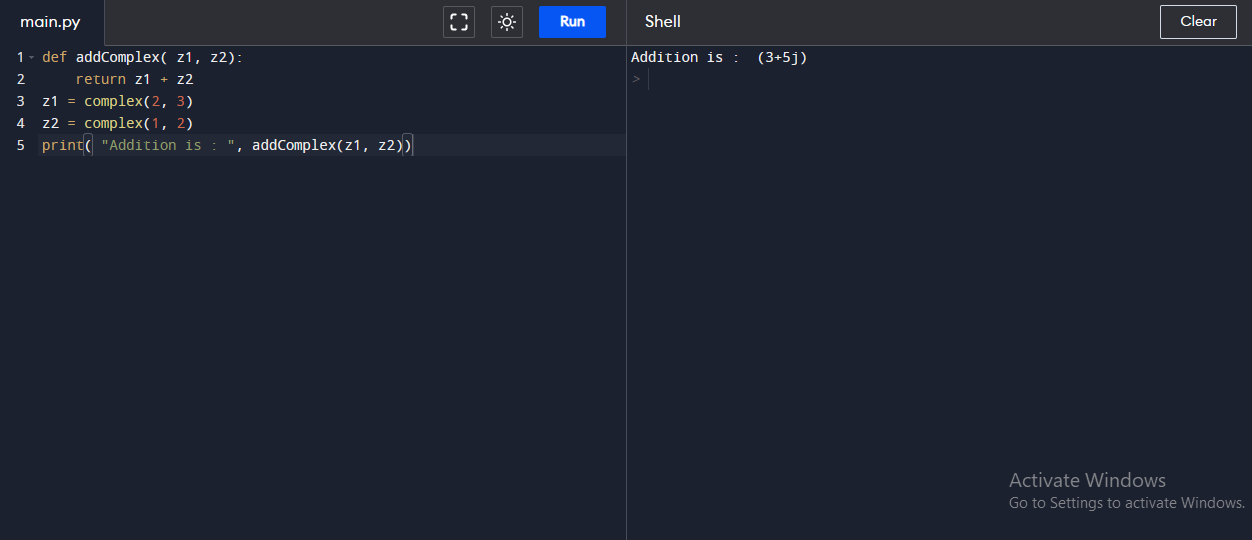 main.py
Run
1 def addComplex( z1, z2):
2     return z1 + z2
3 z1 = complex(2, 3)
4 z2 = complex(1, 2)
5 print( "Addition is : ", addComplex(z1, z2))
Shell
Clear
Addition is :  (3+5j)
>
Activate Windows
Go to Settings to activate Windows.